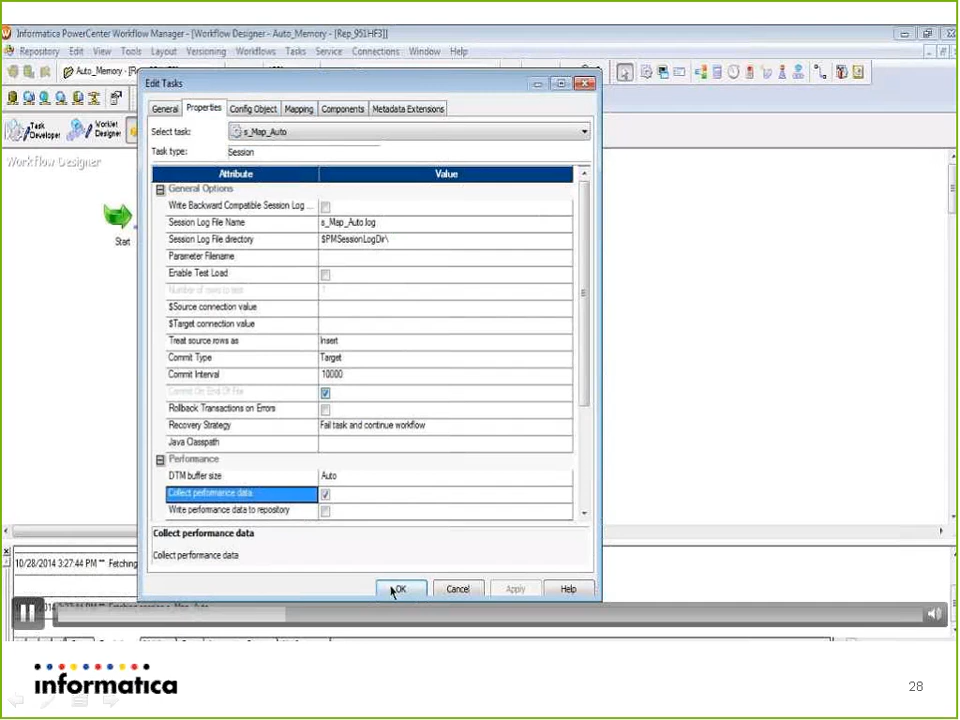 Informatica PowerCenter Workflow Manager - [Workflow Designer - Auto_Memory - [Rep_951HF3]]
Repository Edit View Tools Layout Versioning Workflows Tasks Service Connections Window Help
Auto_Memory - [Re
Edit Tasks
General Properties Config Object Mapping Components Metadata Extensions
Task Developer
Worklet Designer
Select task: s_Map_Auto
Task type: Session
Workflow Designer
Start
Attribute Value
General Options
Write Backward Compatible Session Log ...
Session Log File Name s_Map_Auto.log
Session Log File directory $PMSessionLogDir\
Parameter Filename
Enable Test Load
Number of rows to test 1
$Source connection value
$Target connection value
Treat source rows as Insert
Commit Type Target
Commit Interval 10000
Commit On End Of File
Rollback Transactions on Errors
Recovery Strategy Fail task and continue workflow
Java Classpath
Performance
DTM buffer size Auto
Collect performance data
Write performance data to repository
Collect performance data
Collect performance data
10/28/2014 3:27:44 PM ** Fetching
OK Cancel Apply Help
informatica
28